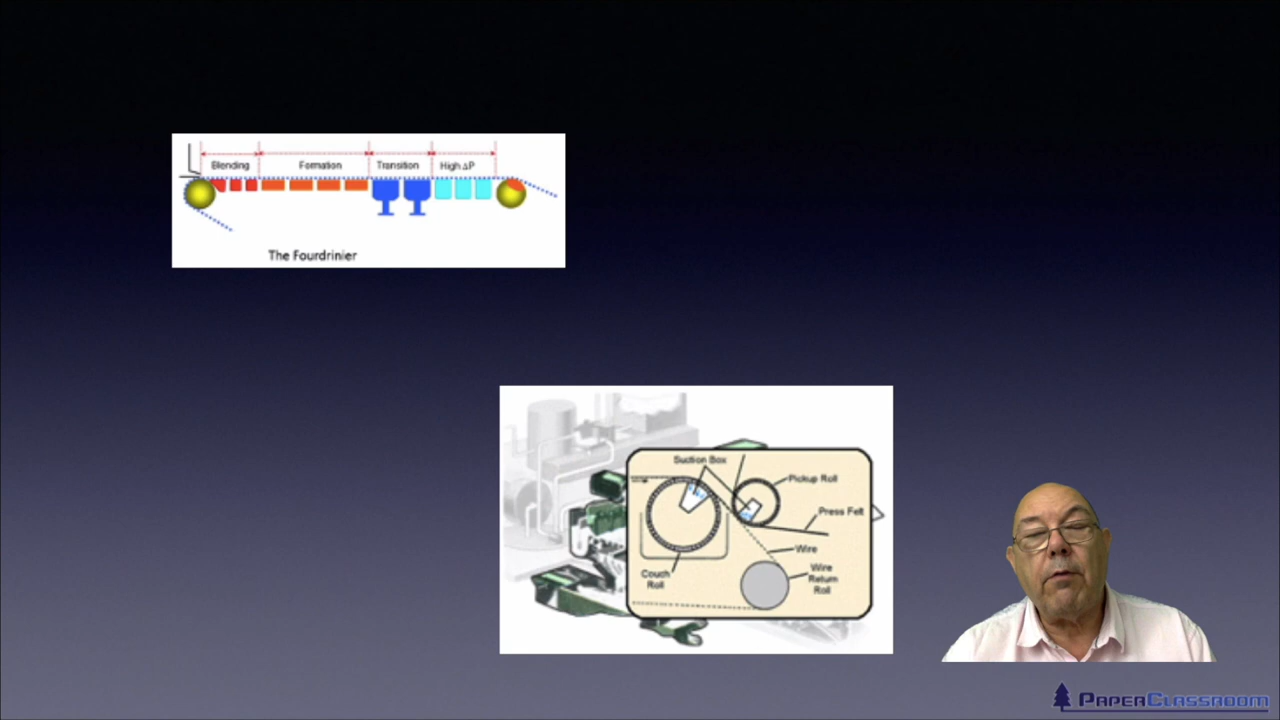 Blending
Formation
Transition
High ΔP
The Fourdrinier
Suction Box
Pickup Roll
Press Felt
Wire
Couch
Roll
Wire
Return
Roll
PAPERCLASSROOM